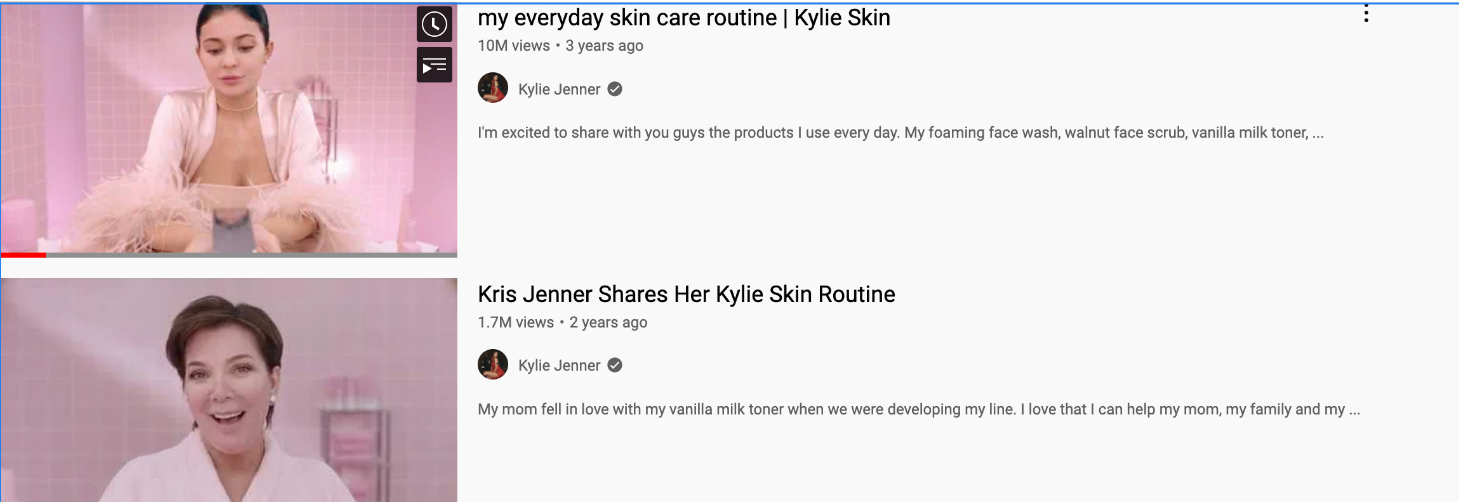 my everyday skin care routine | Kylie Skin
10M views • 3 years ago
Kylie Jenner
I'm excited to share with you guys the products I use every day. My foaming face wash, walnut face scrub, vanilla milk toner, ...
Kris Jenner Shares Her Kylie Skin Routine
1.7M views • 2 years ago
Kylie Jenner
My mom fell in love with my vanilla milk toner when we were developing my line. I love that I can help my mom, my family and my ...